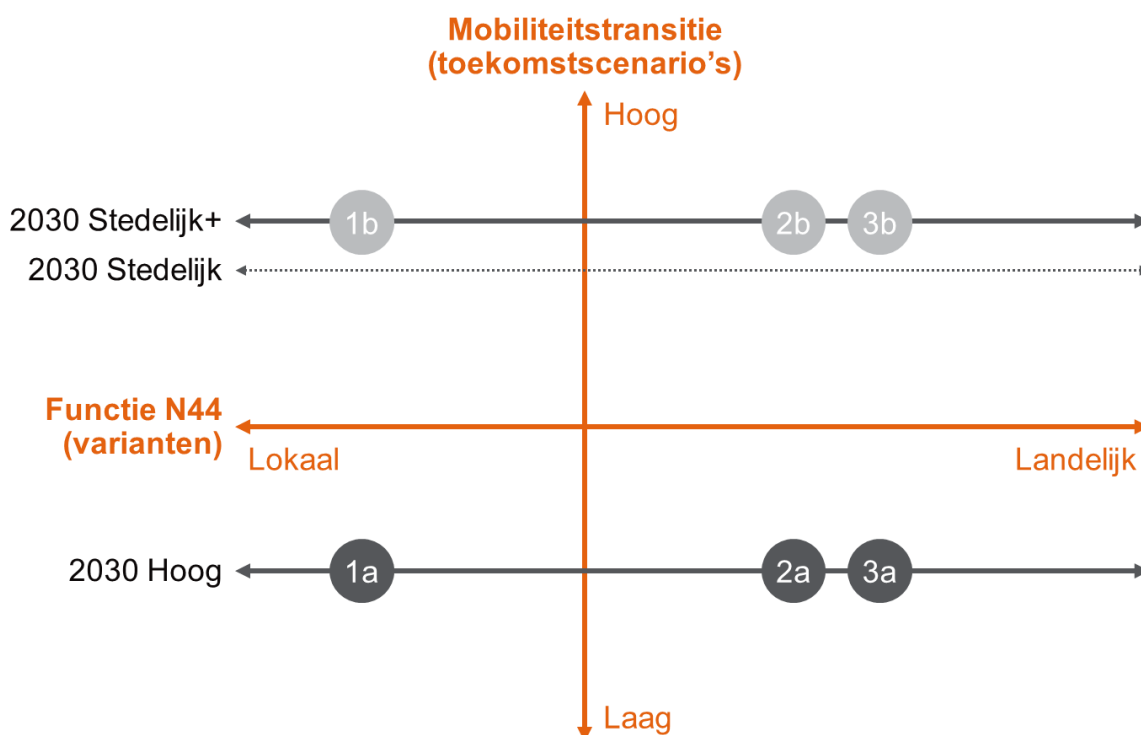 Mobiliteitstransitie
(toekomstscenario’s)
Hoog
2030 Stedelijk+
1b
2b
3b
2030 Stedelijk
Functie N44
(varianten)
Lokaal
Landelijk
2030 Hoog
1a
2a
3a
Laag